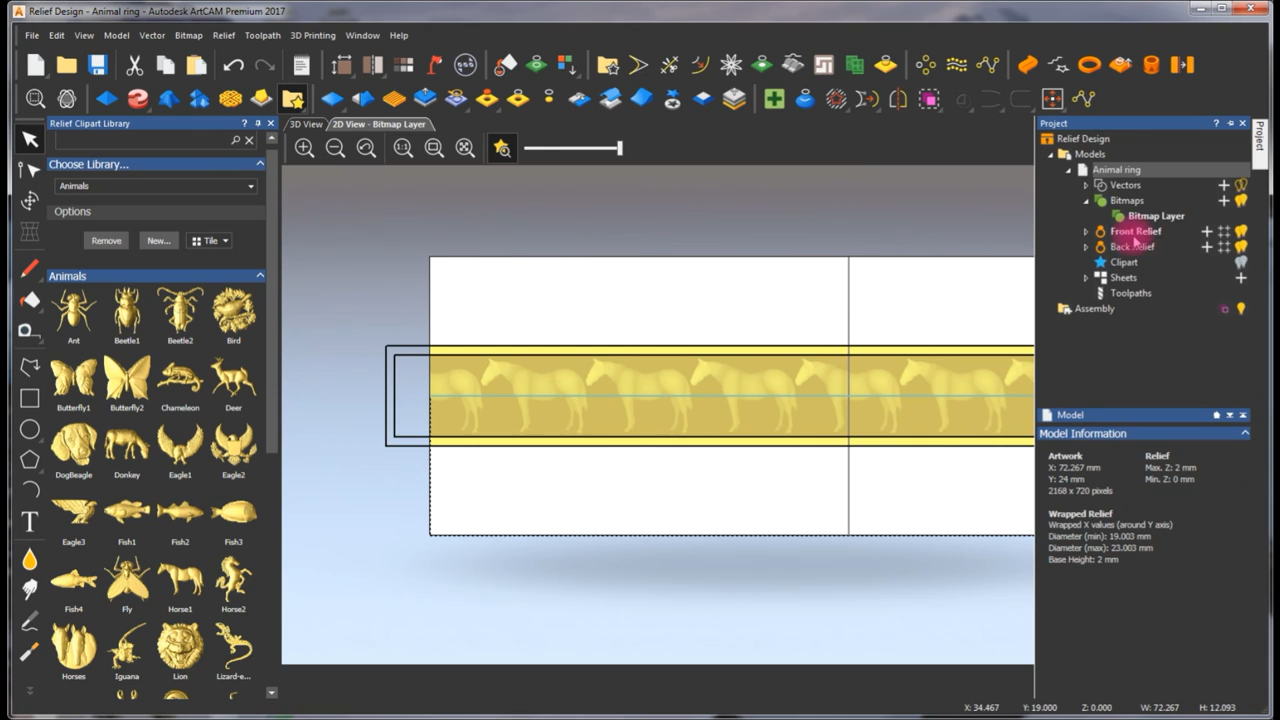 Relief Design - Animal ring - Autodesk ArtCAM Premium 2017
File Edit View Model Vector Bitmap Relief Toolpath 3D Printing Window Help
Relief Clipart Library ?
3D View 2D View - Bitmap Layer
Choose Library...
Animals
Options
Remove New... Tile
Animals
Ant Beetle1 Beetle2 Bird
Butterfly1 Butterfly2 Chameleon Deer
DogBeagle Donkey Eagle1 Eagle2
Eagle3 Fish1 Fish2 Fish3
Fish4 Fly Horse1 Horse2
Horses Iguana Lion Lizard-e...
Project ?
Project
Relief Design
Models
Animal ring
Vectors
Bitmaps
Bitmap Layer
Front Relief
Back Relief
Clipart
Sheets
Toolpaths
Assembly
Model
Model Information
Artwork Relief
X: 72.267 mm Max. Z: 2 mm
Y: 24 mm Min. Z: 0 mm
2168 x 720 pixels
Wrapped Relief
Wrapped X values (around Y axis)
Diameter (min): 19.003 mm
Diameter (max): 23.003 mm
Base Height: 2 mm
X: 34.467 Y: 19.000 Z: 0.000 W: 72.267 H: 12.093